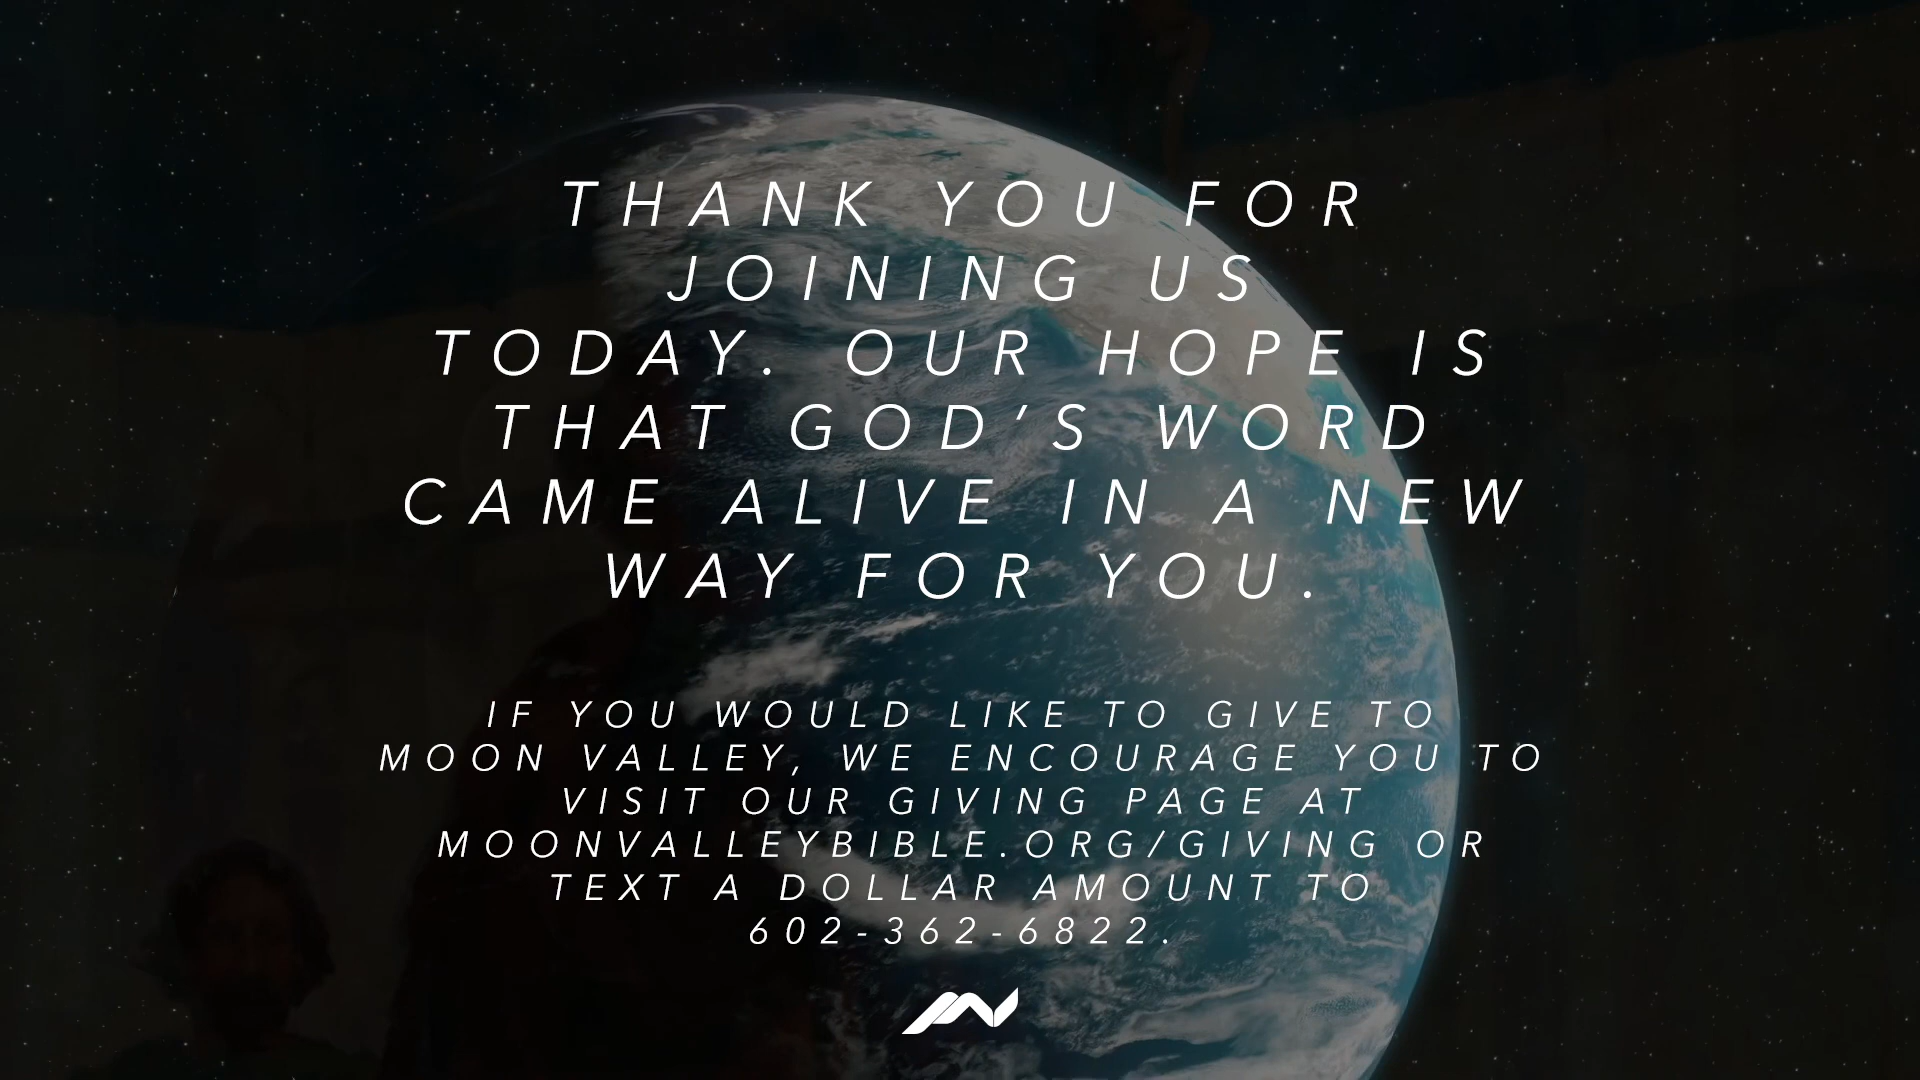 THANK YOU FOR
JOINING US
TODAY. OUR HOPE IS
THAT GOD'S WORD
CAME ALIVE IN A NEW
WAY FOR YOU.
IF YOU WOULD LIKE TO GIVE TO
MOON VALLEY, WE ENCOURAGE YOU TO
VISIT OUR GIVING PAGE AT
MOONVALLEYBIBLE.ORG/GIVING OR
TEXT A DOLLAR AMOUNT TO
602-362-6822.